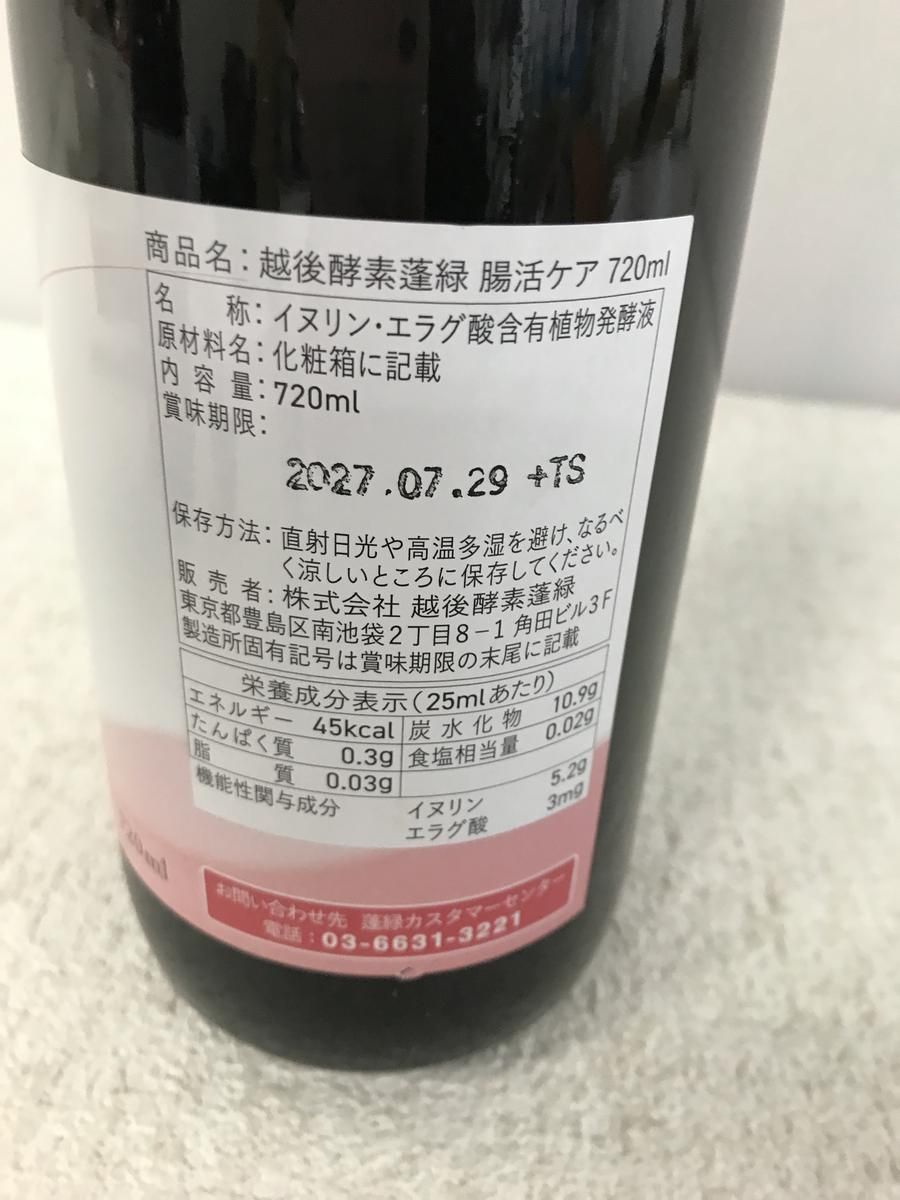 商品名：越後酵素蓬緑 腸活ケア 720ml
名称：イヌリン・エラグ酸含有植物発酵液
原材料名：化粧箱に記載
内容量：720ml
賞味期限：
2027.07.29 +TS
保存方法：直射日光や高温多湿を避け、なるべ
く涼しいところに保存してください。
販売者：株式会社 越後酵素蓬緑
東京都豊島区南池袋2丁目8-1 角田ビル3F
製造所固有記号は賞味期限の末尾に記載
栄養成分表示（25mlあたり）
エネルギー 45kcal 炭水化物 10.9g
たんぱく質 0.3g 食塩相当量 0.02g
脂質 0.03g
機能性関与成分 イヌリン 5.2g
エラグ酸 3mg
720ml
お問い合わせ先 蓬緑カスタマーセンター
電話：03-6631-3221